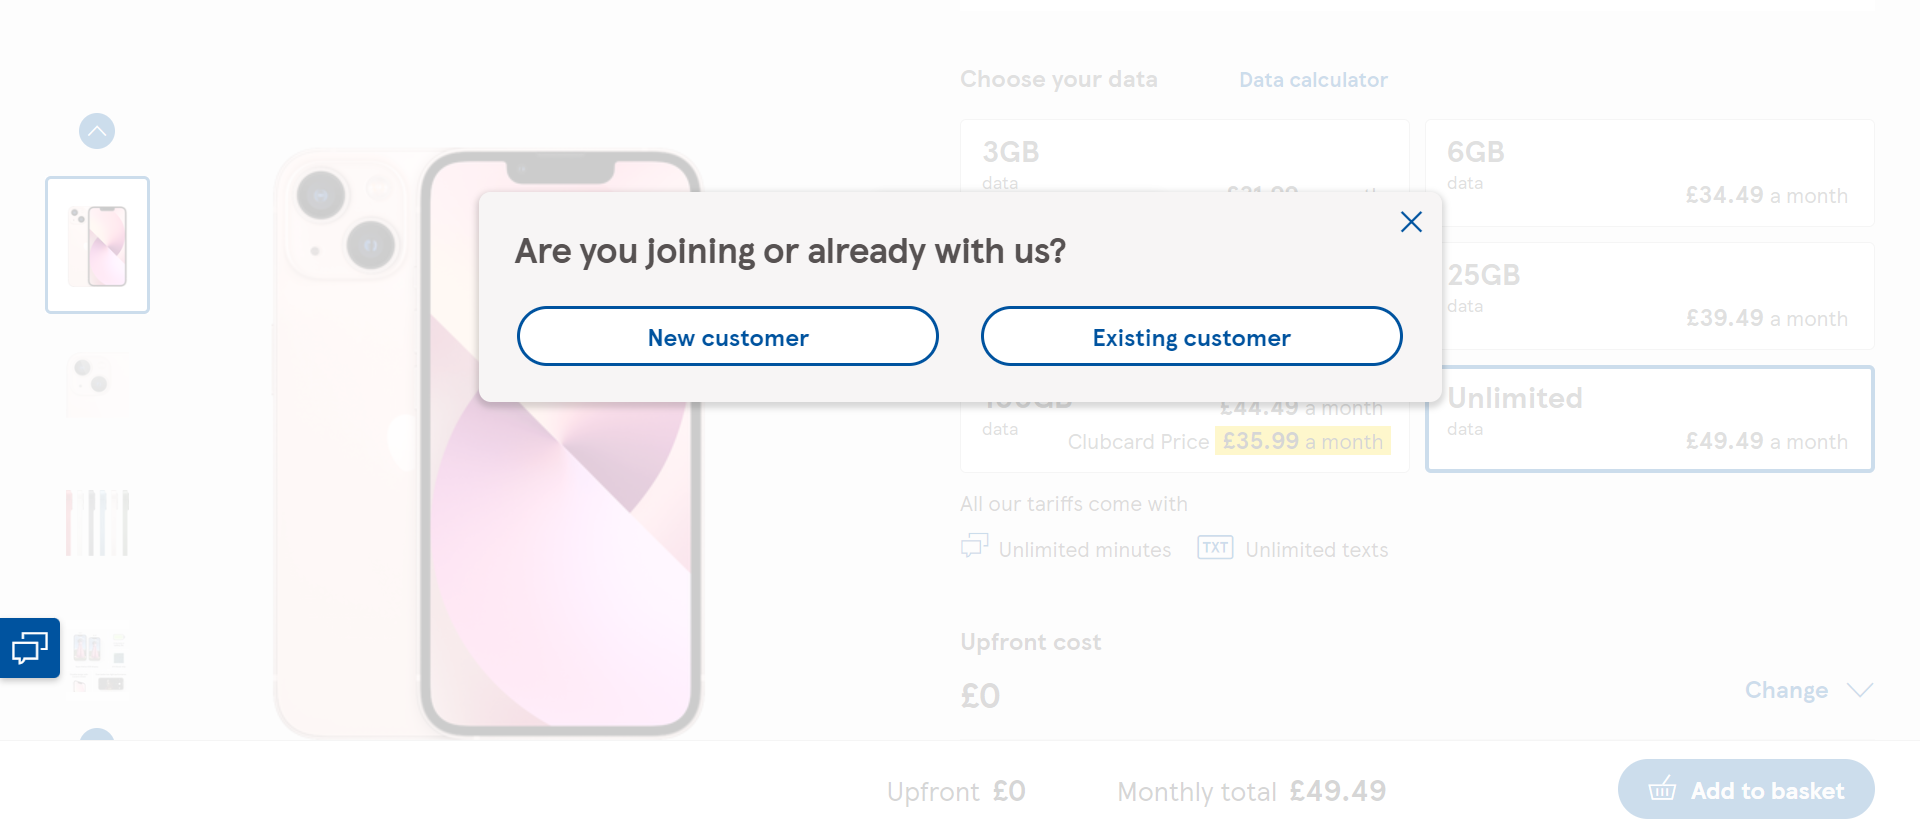 Choose your data
Data calculator
3GB
data
6GB
data
£34.49 a month
Are you joining or already with us?
New customer
Existing customer
25GB
data
£39.49 a month
100GB
data
£44.49 a month
Clubcard Price £35.99 a month
Unlimited
data
£49.49 a month
All our tariffs come with
Unlimited minutes
TXT
Unlimited texts
Upfront cost
£0
Change
Upfront £0
Monthly total £49.49
Add to basket